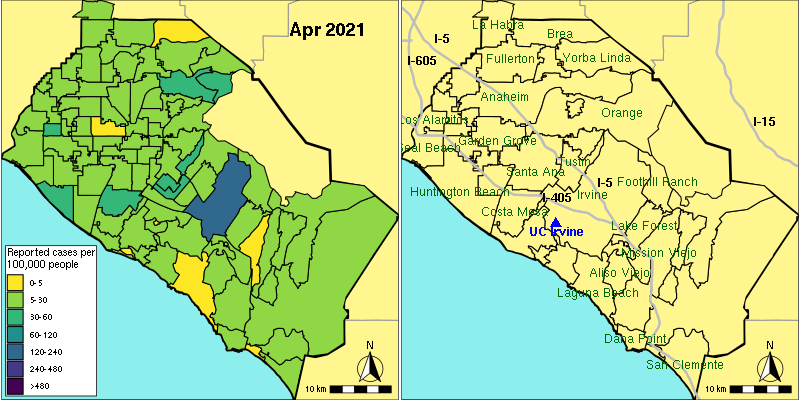 Apr 2021
Reported cases per
100,000 people
0-5
5-30
30-60
60-120
120-240
240-480
>480
N
10 km
La Habra
Brea
I-5
Fullerton
Yorba Linda
I-605
Anaheim
Orange
I-15
Los Alamitos
Garden Grove
Seal Beach
Tustin
Santa Ana
I-5
Foothill Ranch
Huntington Beach
I-405
Irvine
Costa Mesa
UC Irvine
Lake Forest
Mission Viejo
Aliso Viejo
Laguna Beach
Dana Point
San Clemente
N
10 km